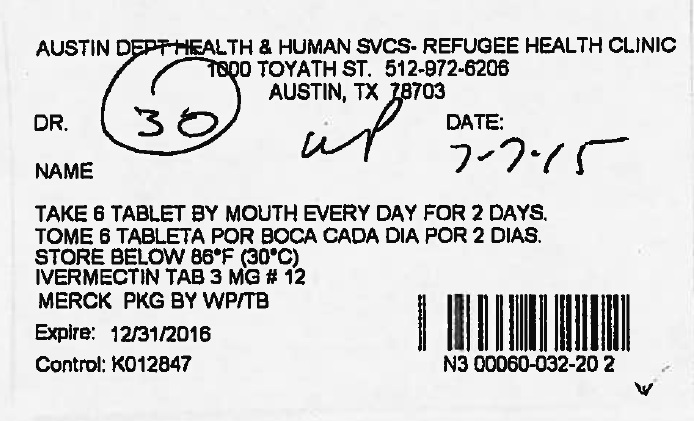 AUSTIN DEPT HEALTH & HUMAN SVCS- REFUGEE HEALTH CLINIC
1000 TOYATH ST. 512-972-6206
AUSTIN, TX 78703
DR. 30 WP DATE:
7-7-15
NAME
TAKE 6 TABLET BY MOUTH EVERY DAY FOR 2 DAYS.
TOME 6 TABLETA POR BOCA CADA DIA POR 2 DIAS.
STORE BELOW 86°F (30°C)
IVERMECTIN TAB 3 MG # 12
MERCK PKG BY WP/TB
Expire: 12/31/2016
Control: K012847
N3 00060-032-20 2